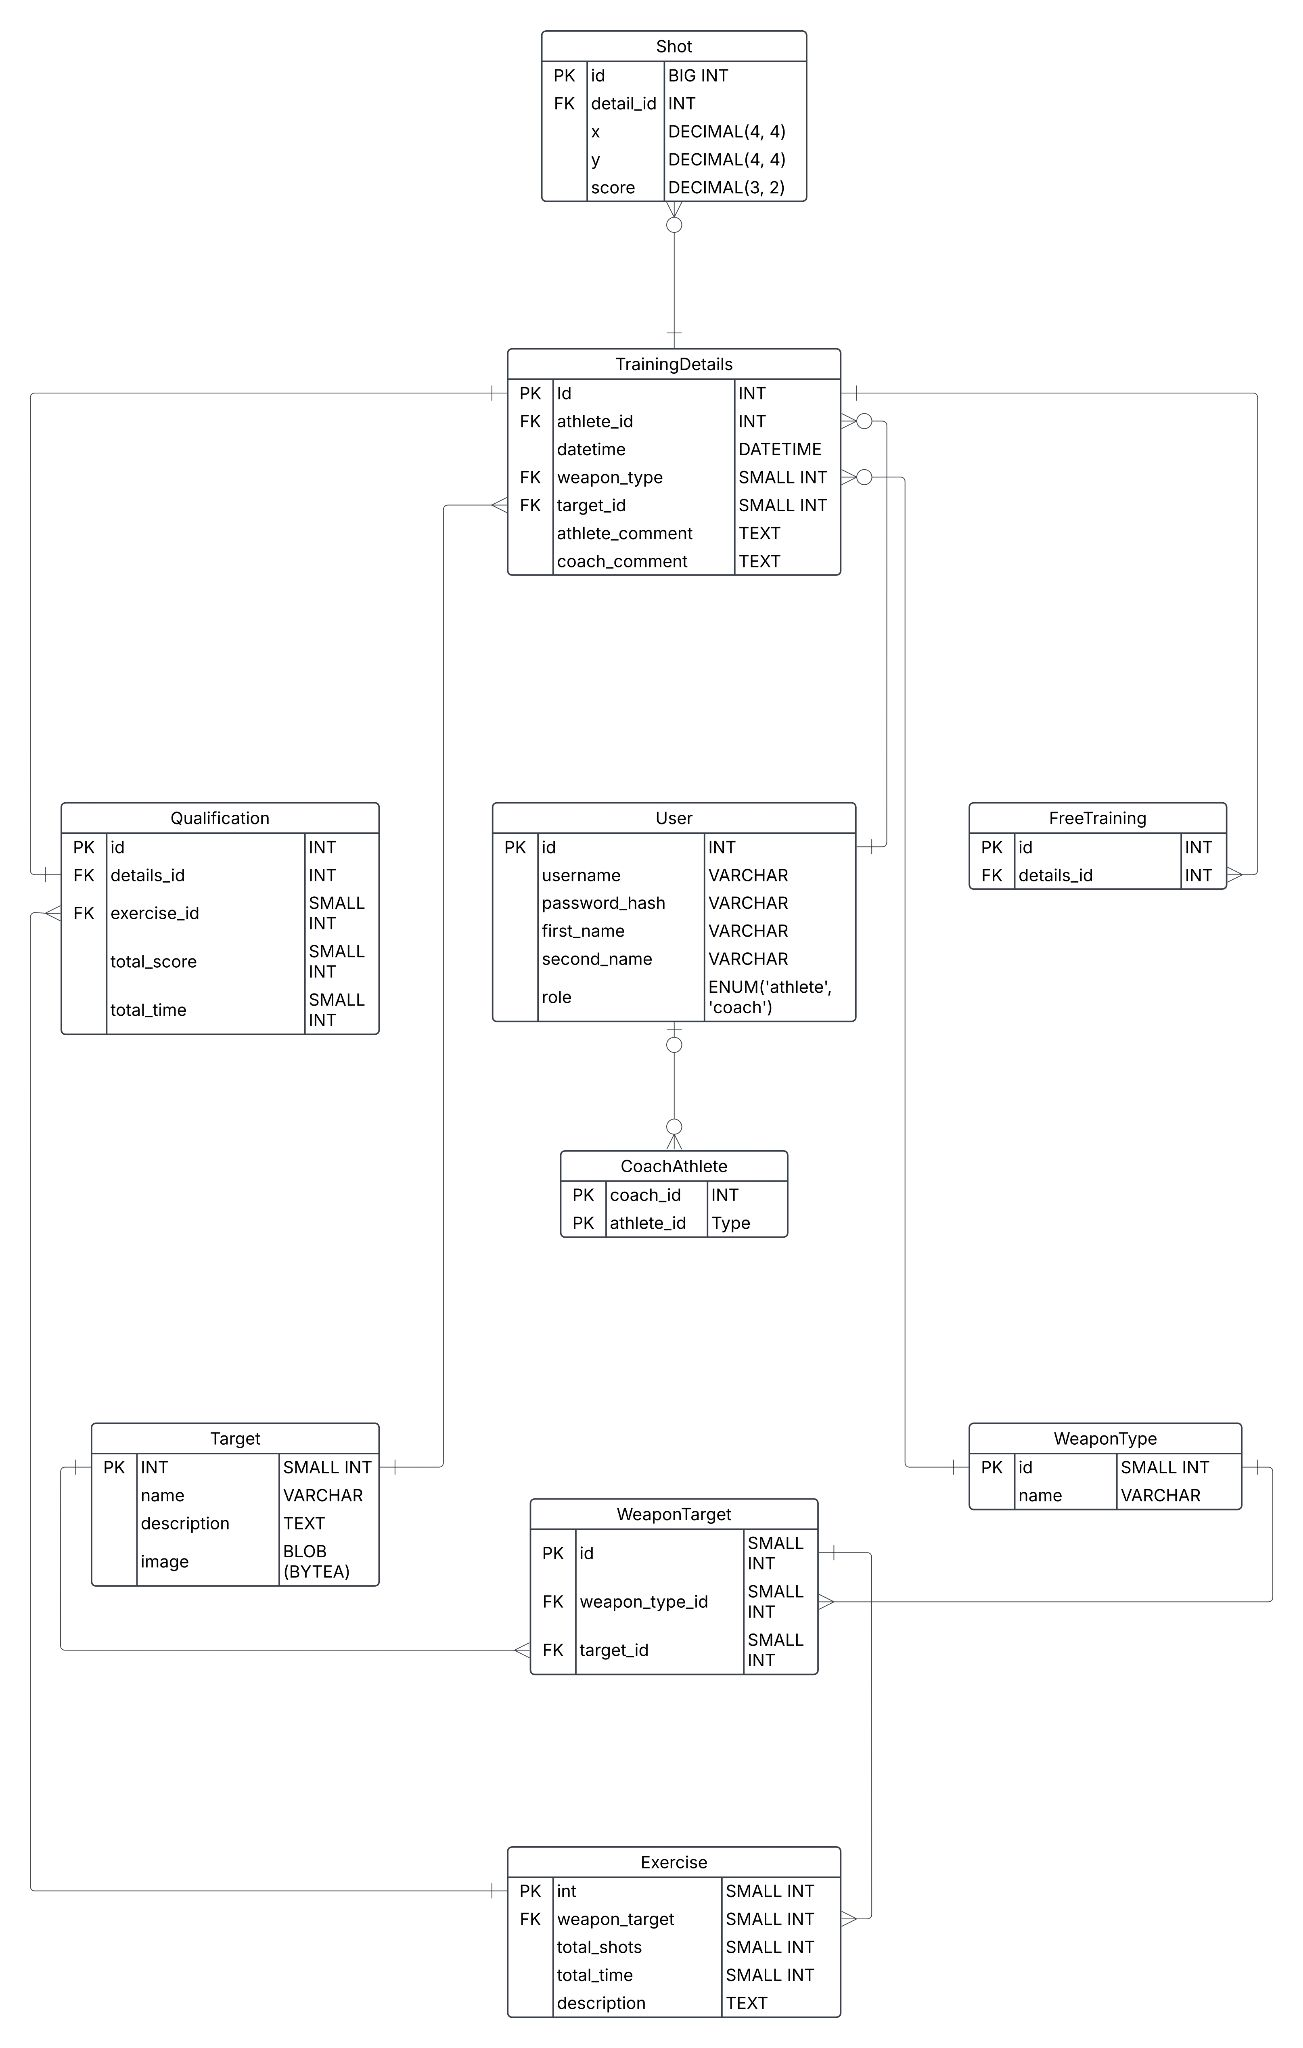 Shot
PK id BIG INT
FK detail_id INT
x DECIMAL(4, 4)
y DECIMAL(4, 4)
score DECIMAL(3, 2)
TrainingDetails
PK Id INT
FK athlete_id INT
datetime DATETIME
FK weapon_type SMALL INT
FK target_id SMALL INT
athlete_comment TEXT
coach_comment TEXT
Qualification
PK id INT
FK details_id INT
FK exercise_id SMALL
INT
total_score SMALL
INT
total_time SMALL
INT
User
PK id INT
username VARCHAR
password_hash VARCHAR
first_name VARCHAR
second_name VARCHAR
role ENUM('athlete',
'coach')
FreeTraining
PK id INT
FK details_id INT
CoachAthlete
PK coach_id INT
PK athlete_id Type
Target
PK INT SMALL INT
name VARCHAR
description TEXT
image BLOB
(BYTEA)
WeaponType
PK id SMALL INT
name VARCHAR
WeaponTarget
PK id SMALL
INT
FK weapon_type_id SMALL
INT
FK target_id SMALL
INT
Exercise
PK int SMALL INT
FK weapon_target SMALL INT
total_shots SMALL INT
total_time SMALL INT
description TEXT